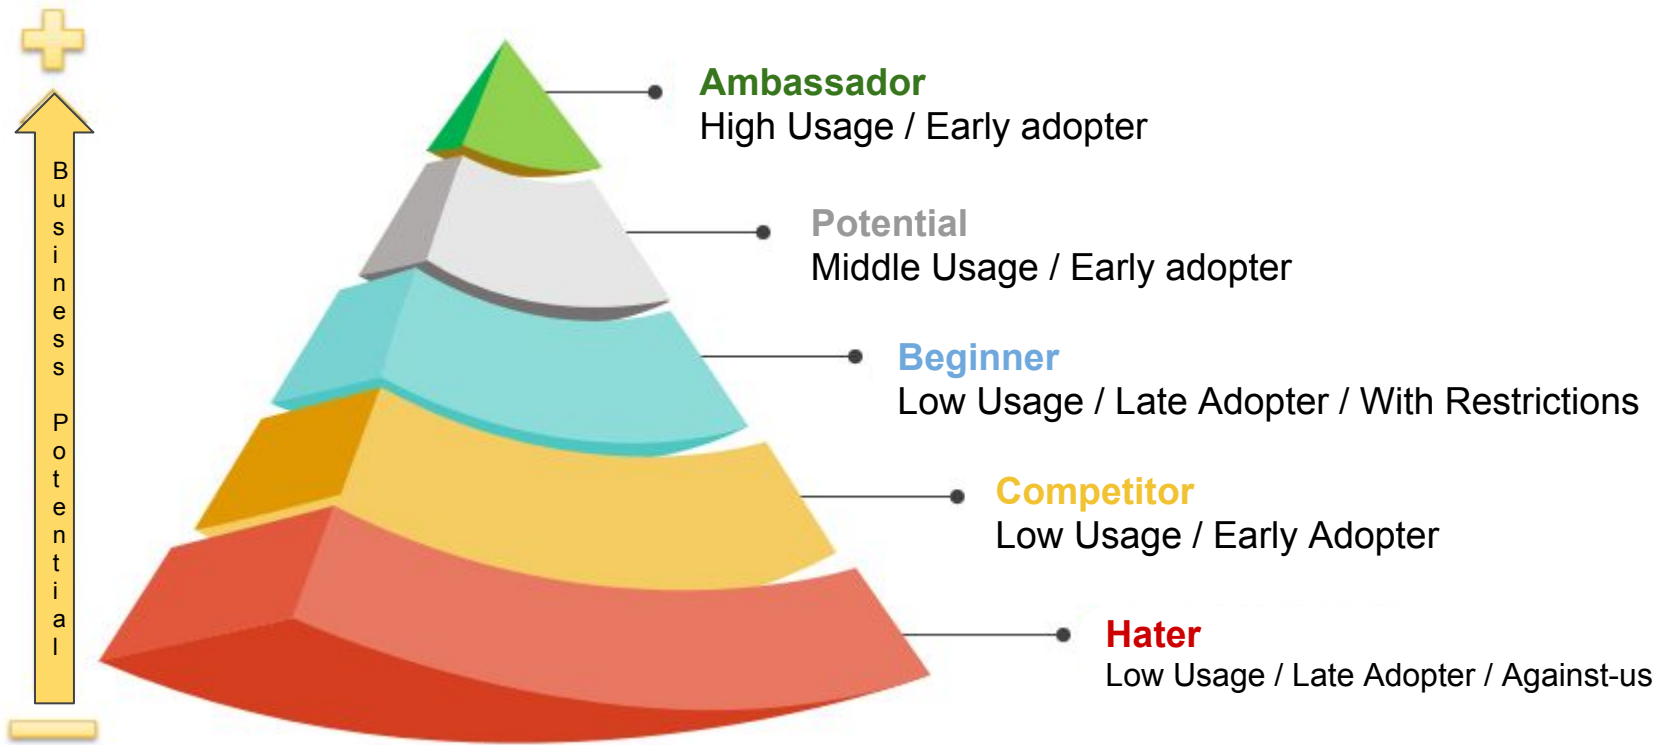 Business Potential
Ambassador
High Usage / Early adopter
Potential
Middle Usage / Early adopter
Beginner
Low Usage / Late Adopter / With Restrictions
Competitor
Low Usage / Early Adopter
Hater
Low Usage / Late Adopter / Against-us